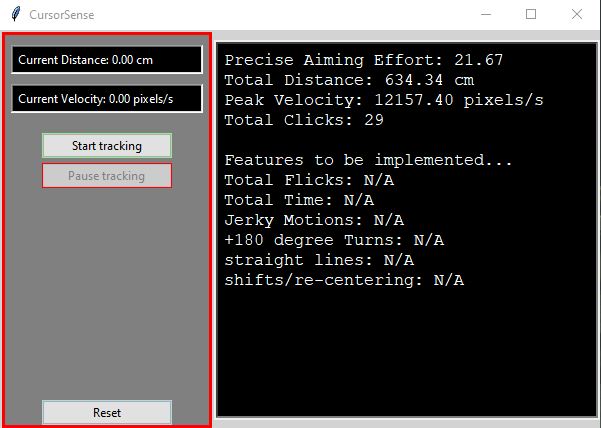 CursorSense
Current Distance: 0.00 cm
Current Velocity: 0.00 pixels/s
Start tracking
Pause tracking
Reset
Precise Aiming Effort: 21.67
Total Distance: 634.34 cm
Peak Velocity: 12157.40 pixels/s
Total Clicks: 29
Features to be implemented...
Total Flicks: N/A
Total Time: N/A
Jerky Motions: N/A
+180 degree Turns: N/A
straight lines: N/A
shifts/re-centering: N/A